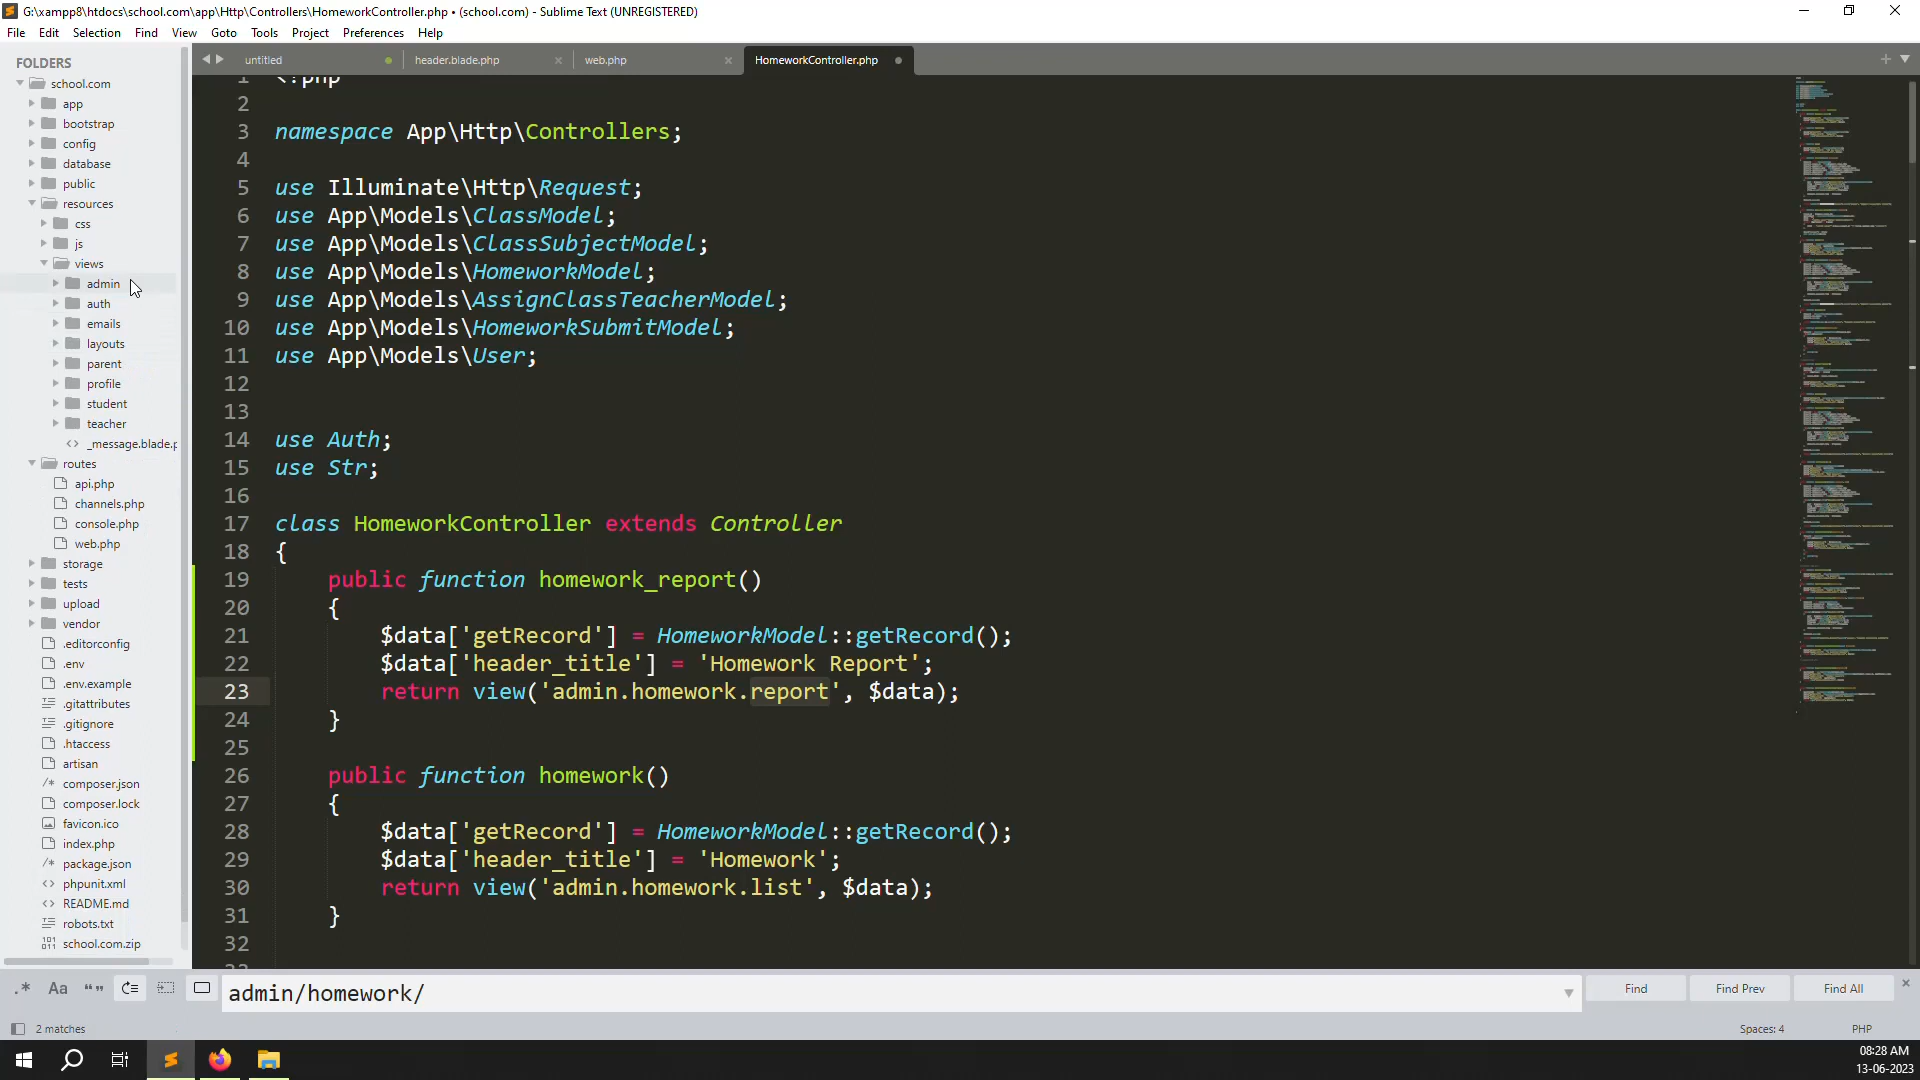 G:\xampp8\htdocs\school.com\app\Http\Controllers\HomeworkController.php • (school.com) - Sublime Text (UNREGISTERED)
File Edit Selection Find View Goto Tools Project Preferences Help
FOLDERS
school.com
app
bootstrap
config
database
public
resources
css
js
views
admin
auth
emails
layouts
parent
profile
student
teacher
_message.blade.p
routes
api.php
channels.php
console.php
web.php
storage
tests
upload
vendor
.editorconfig
.env
.env.example
.gitattributes
.gitignore
.htaccess
artisan
composer.json
composer.lock
favicon.ico
index.php
package.json
phpunit.xml
README.md
robots.txt
school.com.zip
untitled header.blade.php web.php HomeworkController.php
1 <?php
2
3 namespace App\Http\Controllers;
4
5 use Illuminate\Http\Request;
6 use App\Models\ClassModel;
7 use App\Models\ClassSubjectModel;
8 use App\Models\HomeworkModel;
9 use App\Models\AssignClassTeacherModel;
10 use App\Models\HomeworkSubmitModel;
11 use App\Models\User;
12
13
14 use Auth;
15 use Str;
16
17 class HomeworkController extends Controller
18 {
19 public function homework_report()
20 {
21 $data['getRecord'] = HomeworkModel::getRecord();
22 $data['header_title'] = 'Homework Report';
23 return view('admin.homework.report', $data);
24 }
25
26 public function homework()
27 {
28 $data['getRecord'] = HomeworkModel::getRecord();
29 $data['header_title'] = 'Homework';
30 return view('admin.homework.list', $data);
31 }
32
33
.* Aa “” admin/homework/ Find Find Prev Find All
2 matches Spaces: 4 PHP
08:28 AM
13-06-2023